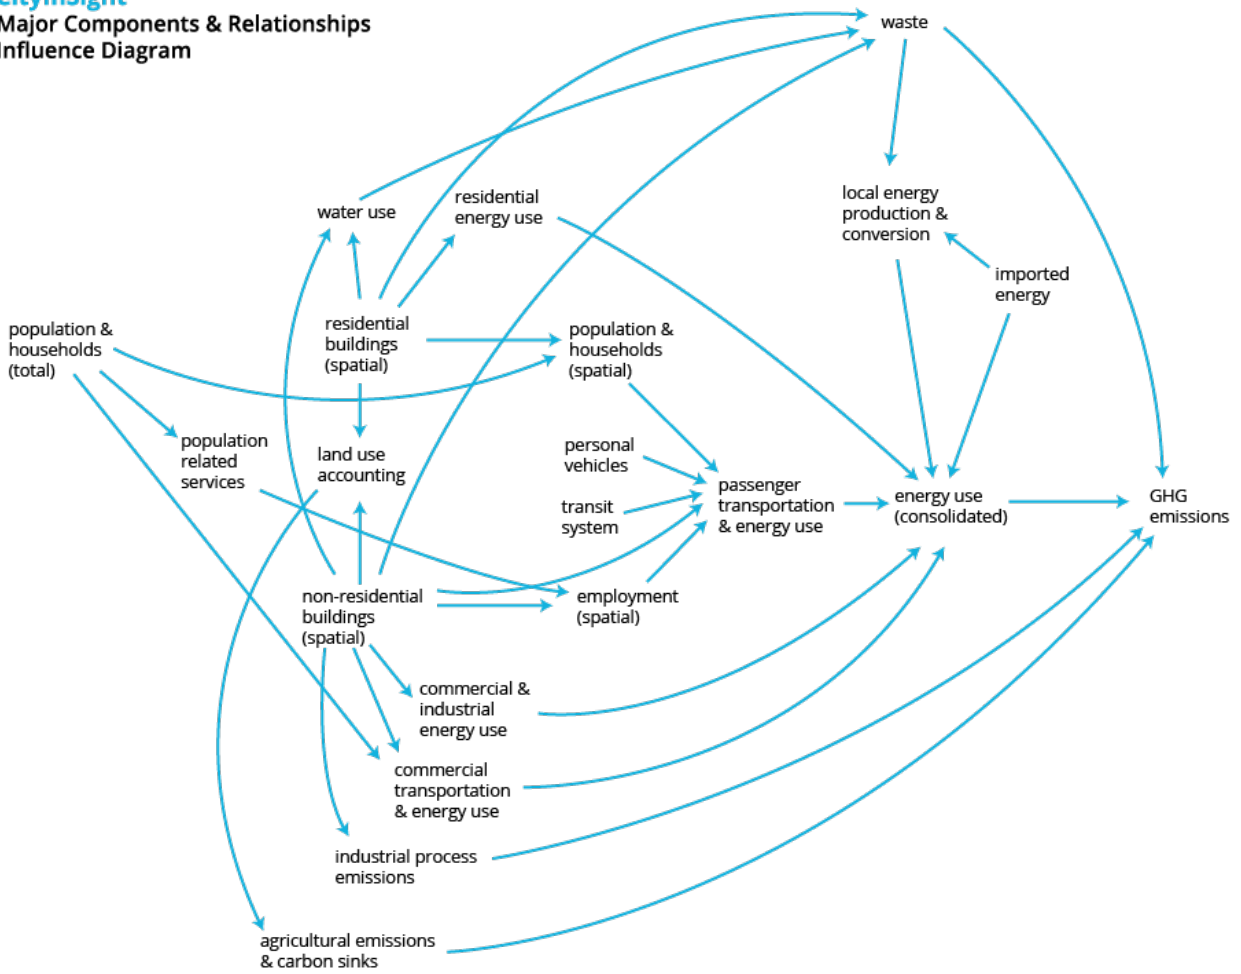 CityInSight
Major Components & Relationships
Influence Diagram
waste
water use
residential
energy use
local energy
production &
conversion
imported
energy
population &
households
(total)
residential
buildings
(spatial)
population &
households
(spatial)
population
related
services
land use
accounting
personal
vehicles
transit
system
passenger
transportation
& energy use
energy use
(consolidated)
GHG
emissions
non-residential
buildings
(spatial)
employment
(spatial)
commercial &
industrial
energy use
commercial
transportation
& energy use
industrial process
emissions
agricultural emissions
& carbon sinks